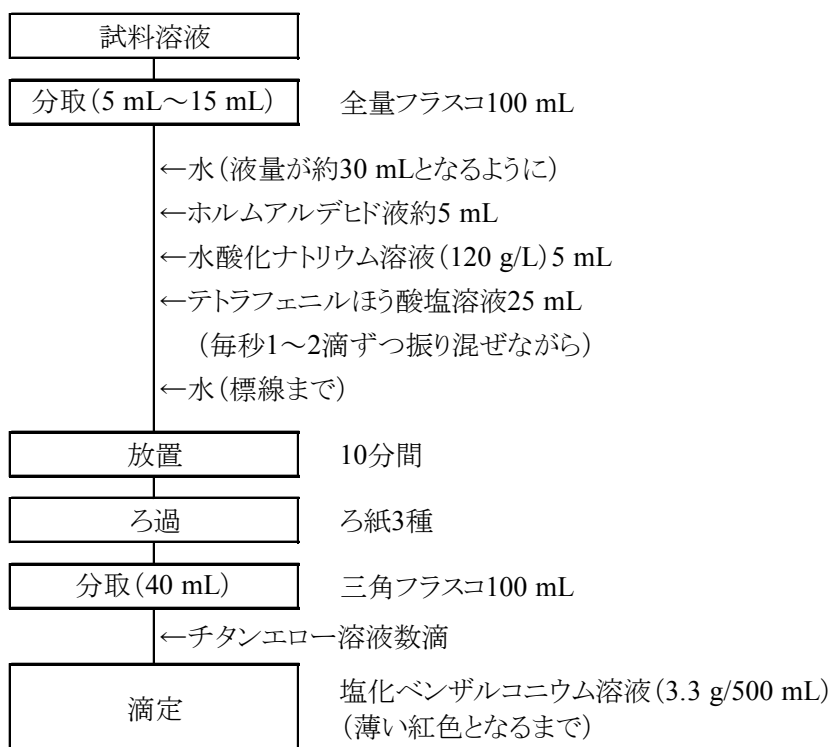 試料溶液
分取(5 mL～15 mL) 全量フラスコ100 mL
←水(液量が約30 mLとなるように)
←ホルムアルデヒド液約5 mL
←水酸化ナトリウム溶液(120 g/L)5 mL
←テトラフェニルほう酸塩溶液25 mL
(毎秒1～2滴ずつ振り混ぜながら)
←水(標線まで)
放置 10分間
ろ過 ろ紙3種
分取(40 mL) 三角フラスコ100 mL
←チタンエロー溶液数滴
滴定 塩化ベンザルコニウム溶液(3.3 g/500 mL)
(薄い紅色となるまで)